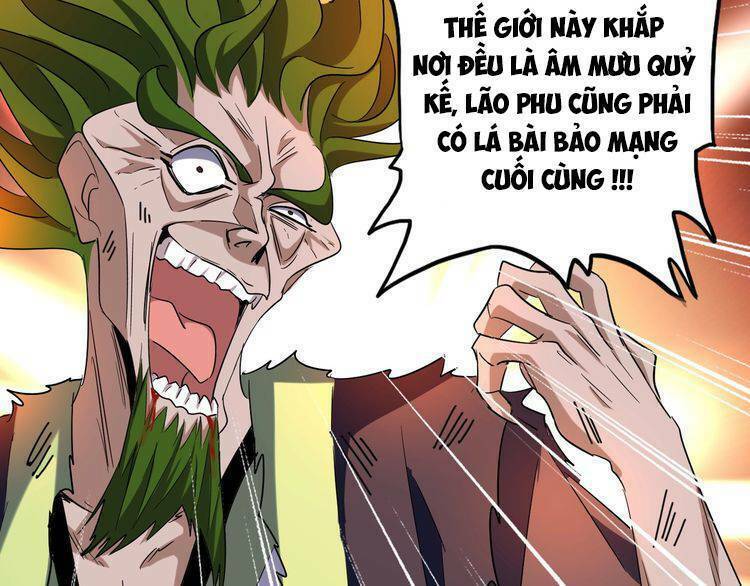 THẾ GIỚI NÀY KHẮP
NƠI ĐỀU LÀ ÂM MƯU QUỶ
KẾ, LÃO PHU CŨNG PHẢI
CÓ LÁ BÀI BẢO MẠNG
CUỐI CÙNG !!!